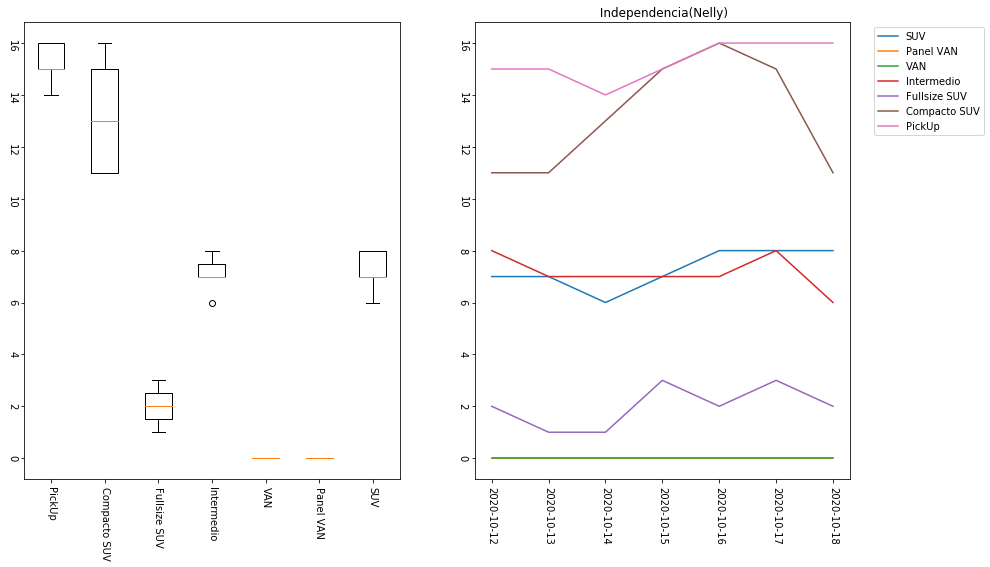 16
14
12
10
8
6
4
2
0
PickUp
Compacto SUV
Fullsize SUV
Intermedio
VAN
Panel VAN
SUV
Independencia(Nelly)
16
14
12
10
8
6
4
2
0
2020-10-12
2020-10-13
2020-10-14
2020-10-15
2020-10-16
2020-10-17
2020-10-18
SUV
Panel VAN
VAN
Intermedio
Fullsize SUV
Compacto SUV
PickUp